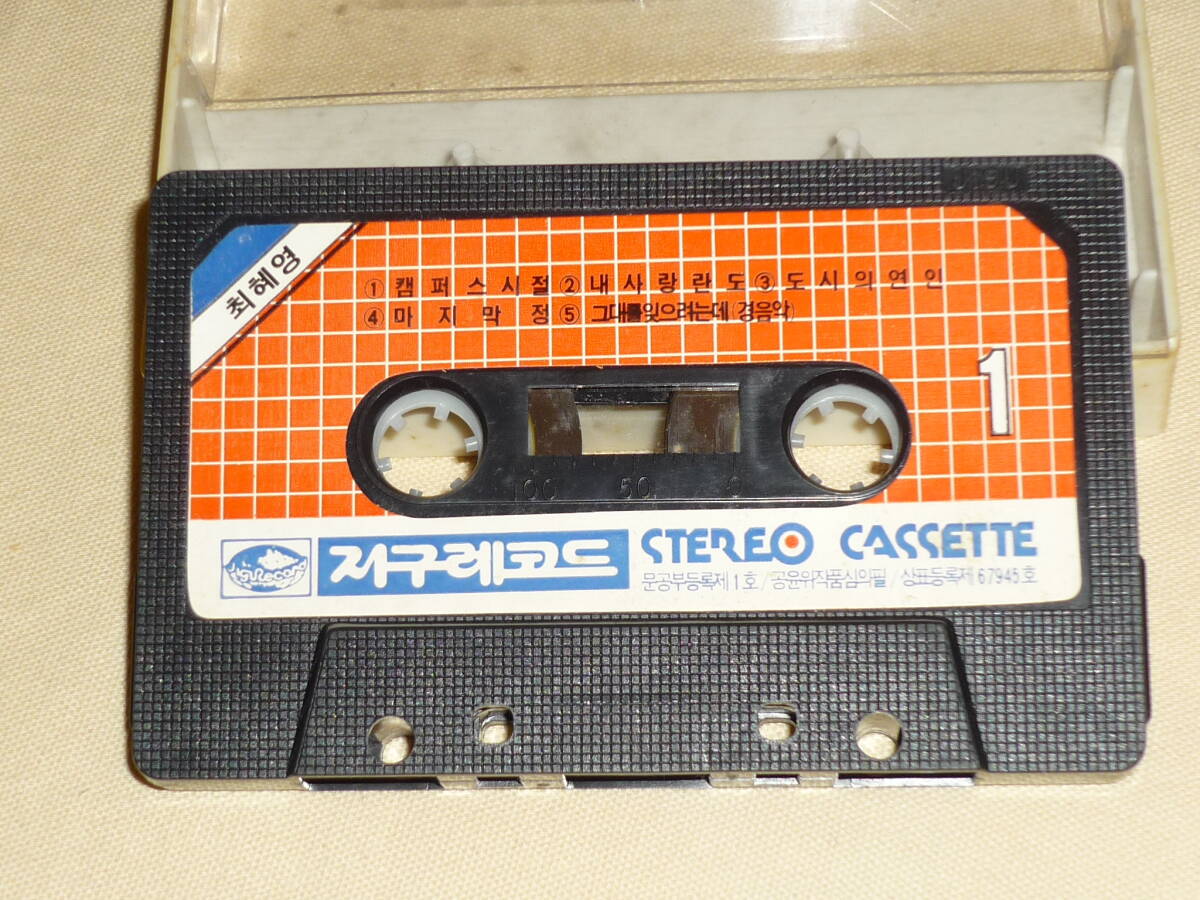 최혜영
① 캠퍼스시절 ② 내사랑란도 ③ 도시의연인
④ 마지막정 ⑤ 그대를잊으려는데 (경음악)
1
100 50 0
JiguRecord
지구레코드
STEREO CASSETTE
문공부등록제1호/공윤위작품심의필/상표등록제67945호